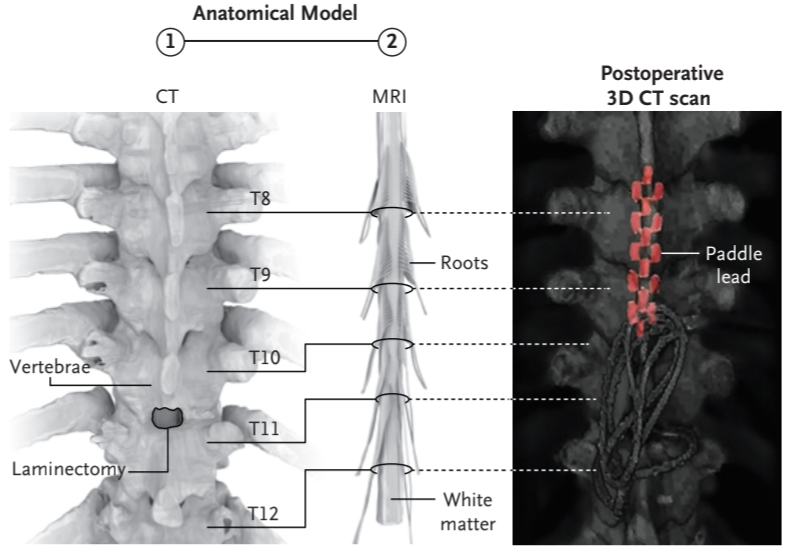 Anatomical Model
1
2
CT
MRI
Postoperative
3D CT scan
T8
Roots
Paddle
lead
T9
T10
Vertebrae
T11
Laminectomy
T12
White
matter